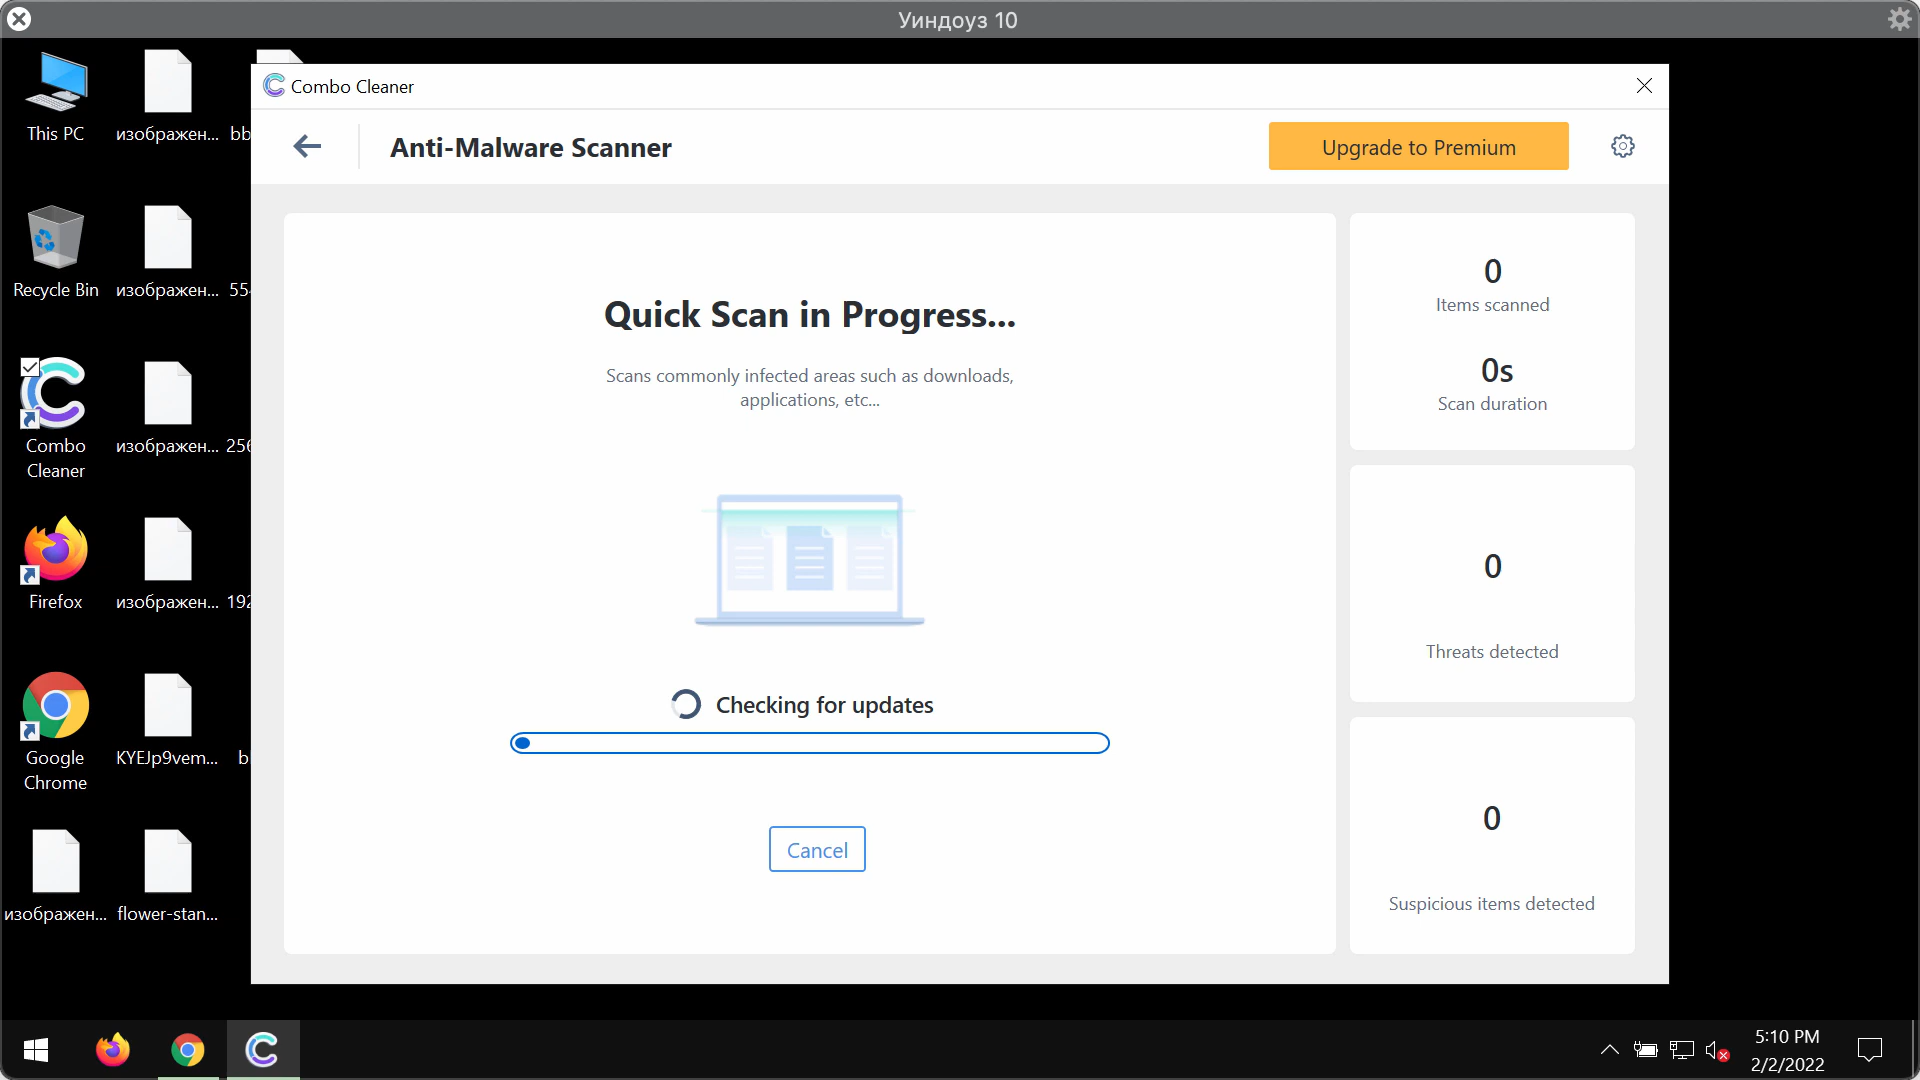 Уиндоуз 10
This PC
изображен...
bb
Recycle Bin
изображен...
554
Combo
Cleaner
изображен...
256
Firefox
изображен...
192
Google
Chrome
KYEJp9vem...
b
изображен...
flower-stan...
Combo Cleaner
Anti-Malware Scanner
Upgrade to Premium
Quick Scan in Progress...
Scans commonly infected areas such as downloads,
applications, etc...
Checking for updates
Cancel
0
Items scanned
0s
Scan duration
0
Threats detected
0
Suspicious items detected
5:10 PM
2/2/2022